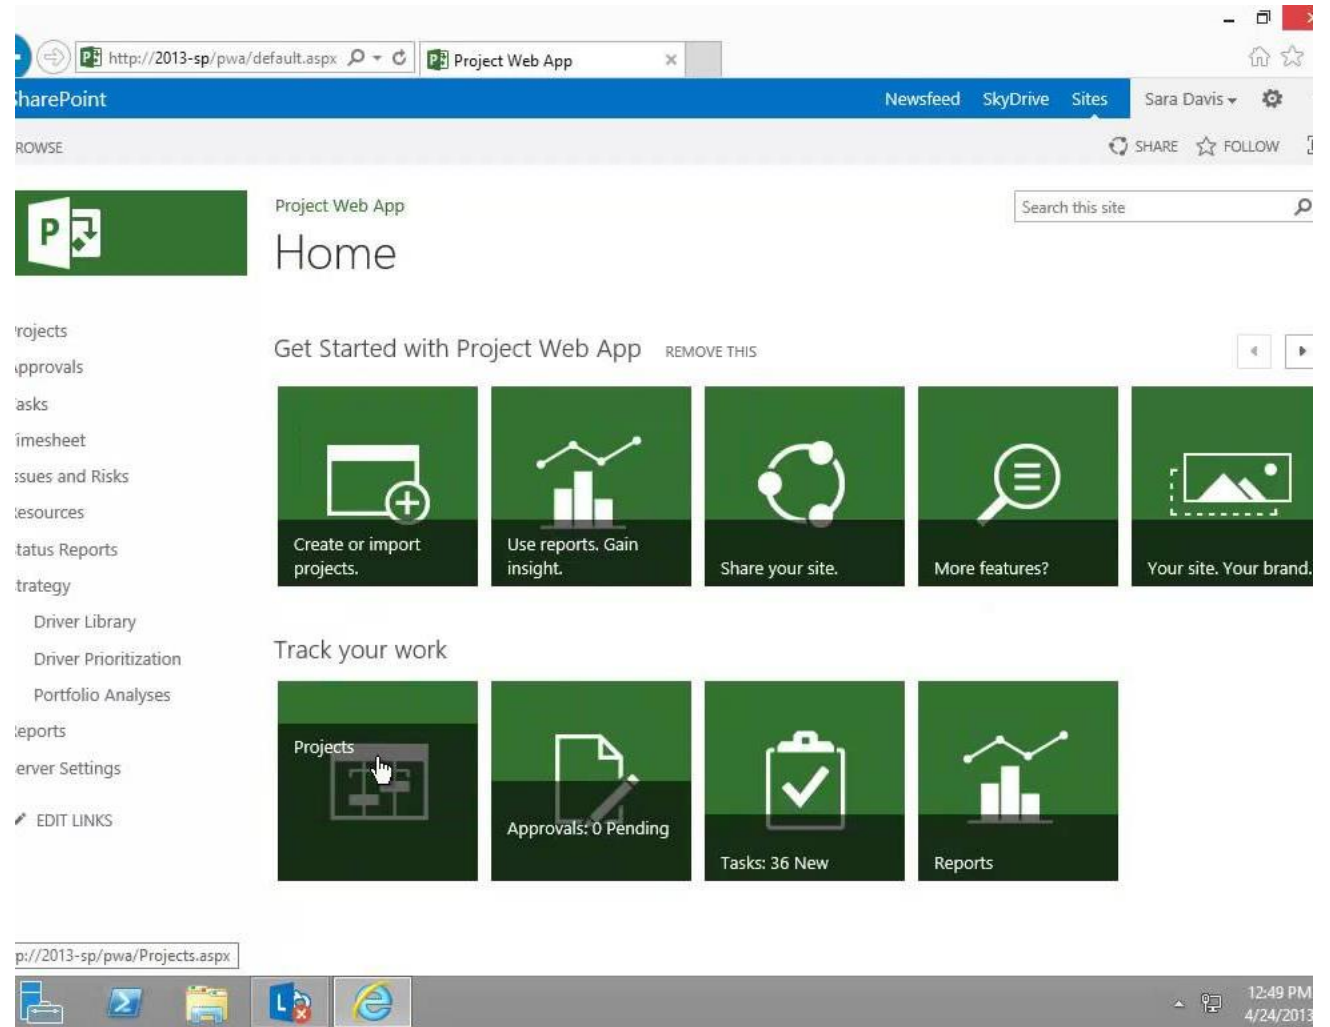 http://2013-sp/pwa/default.aspx
Project Web App
harePoint
Newsfeed SkyDrive Sites Sara Davis
ROWSE
SHARE FOLLOW
P
Project Web App
Search this site
Home
rojects
Get Started with Project Web App REMOVE THIS
pprovals
asks
imesheet
ssues and Risks
esources
tatus Reports
trategy
Driver Library
Driver Prioritization
Portfolio Analyses
eports
erver Settings
EDIT LINKS
Create or import
projects.
Use reports. Gain
insight.
Share your site.
More features?
Your site. Your brand.
Track your work
Projects
Approvals: 0 Pending
Tasks: 36 New
Reports
p://2013-sp/pwa/Projects.aspx
12:49 PM
4/24/2013